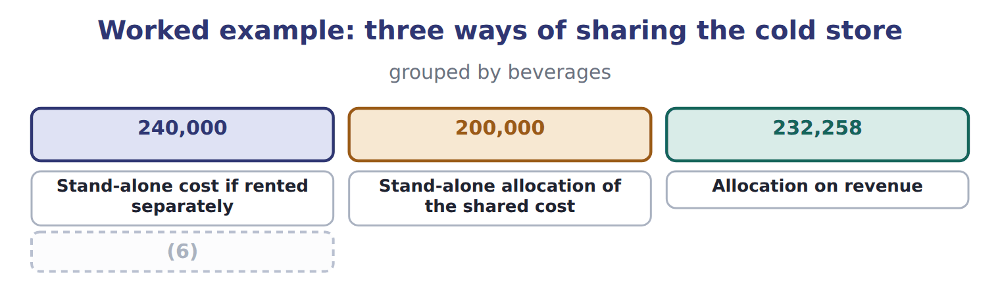 Worked example: three ways of sharing the cold store
grouped by beverages
240,000
Stand-alone cost if rented
separately
(6)
200,000
Stand-alone allocation of
the shared cost
232,258
Allocation on revenue